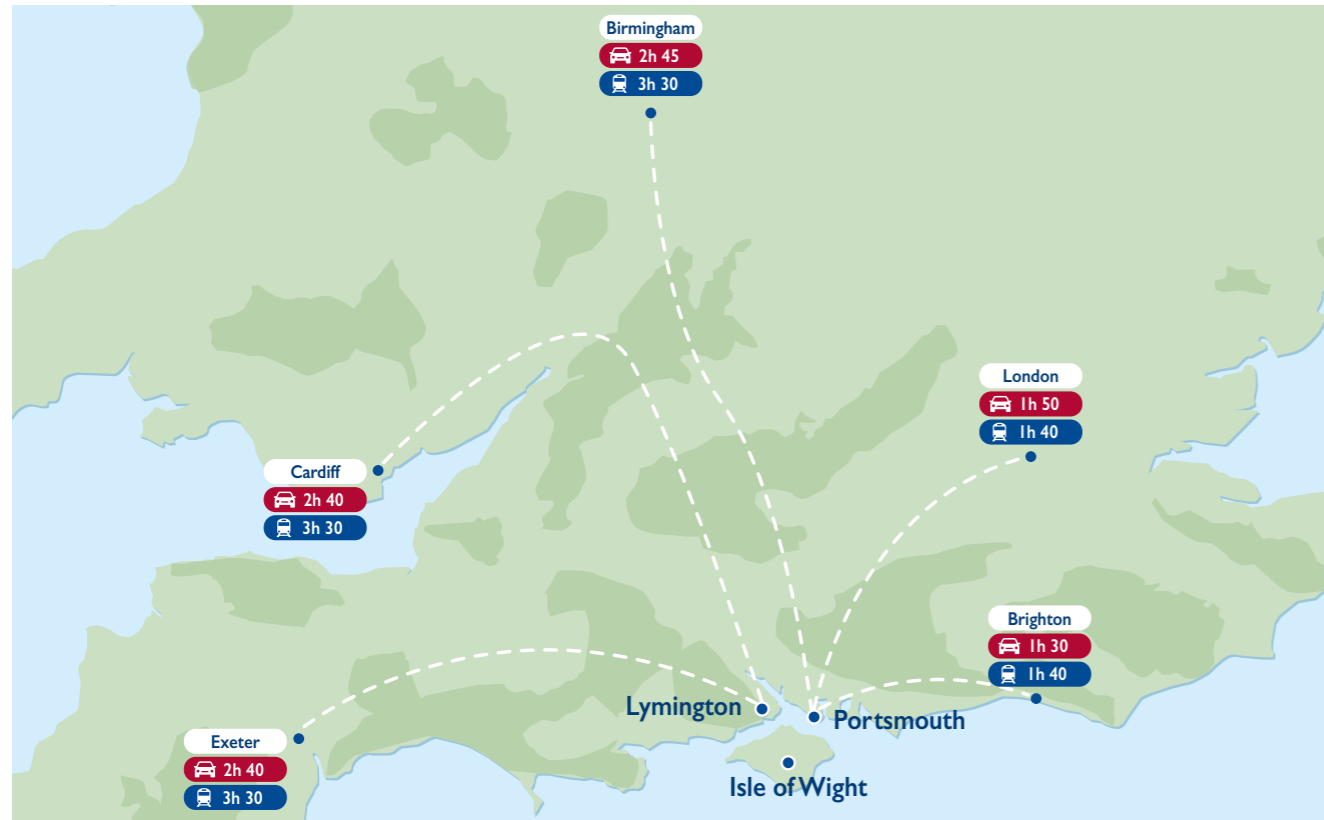 Birmingham
2h 45
3h 30
London
1h 50
1h 40
Cardiff
2h 40
3h 30
Brighton
1h 30
1h 40
Lymington
Portsmouth
Exeter
2h 40
3h 30
Isle of Wight